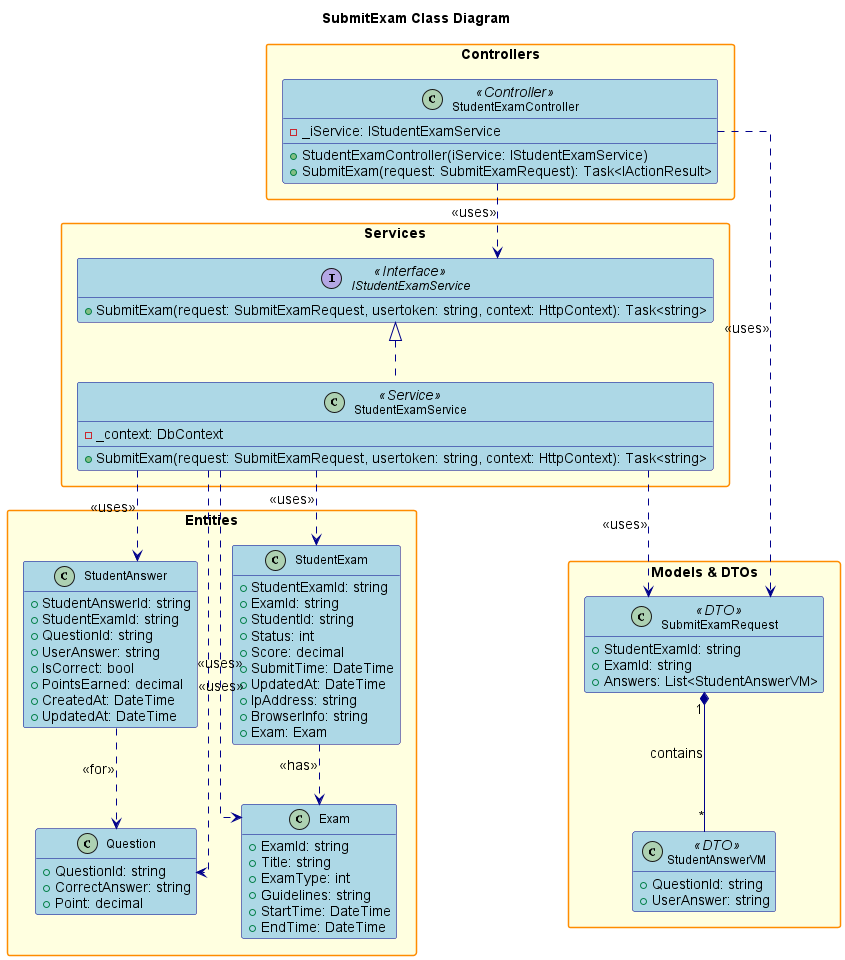 SubmitExam Class Diagram
Controllers
C
«Controller»
StudentExamController
_iService: IStudentExamService
StudentExamController(iService: IStudentExamService)
SubmitExam(request: SubmitExamRequest): Task<IActionResult>
«uses»
Services
I
«Interface»
IStudentExamService
SubmitExam(request: SubmitExamRequest, usertoken: string, context: HttpContext): Task<string>
«uses»
C
«Service»
StudentExamService
_context: DbContext
SubmitExam(request: SubmitExamRequest, usertoken: string, context: HttpContext): Task<string>
«uses»
«uses»
«uses»
Entities
C
StudentAnswer
StudentAnswerId: string
StudentExamId: string
QuestionId: string
UserAnswer: string
IsCorrect: bool
PointsEarned: decimal
CreatedAt: DateTime
UpdatedAt: DateTime
«uses»
«uses»
C
StudentExam
StudentExamId: string
ExamId: string
StudentId: string
Status: int
Score: decimal
SubmitTime: DateTime
UpdatedAt: DateTime
IpAddress: string
BrowserInfo: string
Exam: Exam
«for»
«has»
C
Question
QuestionId: string
CorrectAnswer: string
Point: decimal
C
Exam
ExamId: string
Title: string
ExamType: int
Guidelines: string
StartTime: DateTime
EndTime: DateTime
Models & DTOs
C
«DTO»
SubmitExamRequest
StudentExamId: string
ExamId: string
Answers: List<StudentAnswerVM>
1
contains
*
C
«DTO»
StudentAnswerVM
QuestionId: string
UserAnswer: string